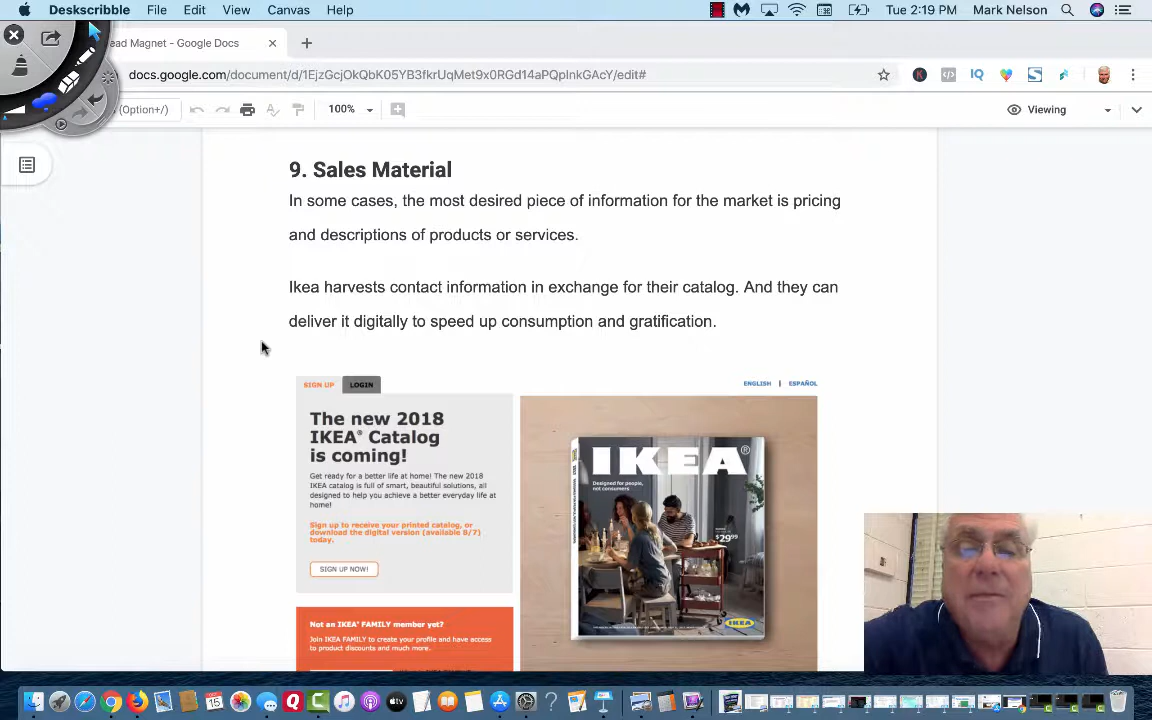 Deskscribble File Edit View Canvas Help
Tue 2:19 PM Mark Nelson
ead Magnet - Google Docs
docs.google.com/document/d/1EjzGcjOkQbK05YB3fkrUqMet9x0RGd14aPQpInkGAcY/edit#
IQ
(Option+/) 100% Viewing
9. Sales Material
In some cases, the most desired piece of information for the market is pricing
and descriptions of products or services.
Ikea harvests contact information in exchange for their catalog. And they can
deliver it digitally to speed up consumption and gratification.
SIGN UP LOGIN
ENGLISH | ESPAÑOL
The new 2018
IKEA® Catalog
is coming!
Get ready for a better life at home! The new 2018
IKEA catalog is full of smart, beautiful solutions, all
designed to help you achieve a better everyday life at
home!
Sign up to receive your printed catalog, or
download the digital version (available 8/7)
today.
SIGN UP NOW!
Not an IKEA® FAMILY member yet?
Join IKEA FAMILY to create your profile and have access
to product discounts and much more.
IKEA®
Designed for people,
not consumers
$29⁹⁹
IKEA